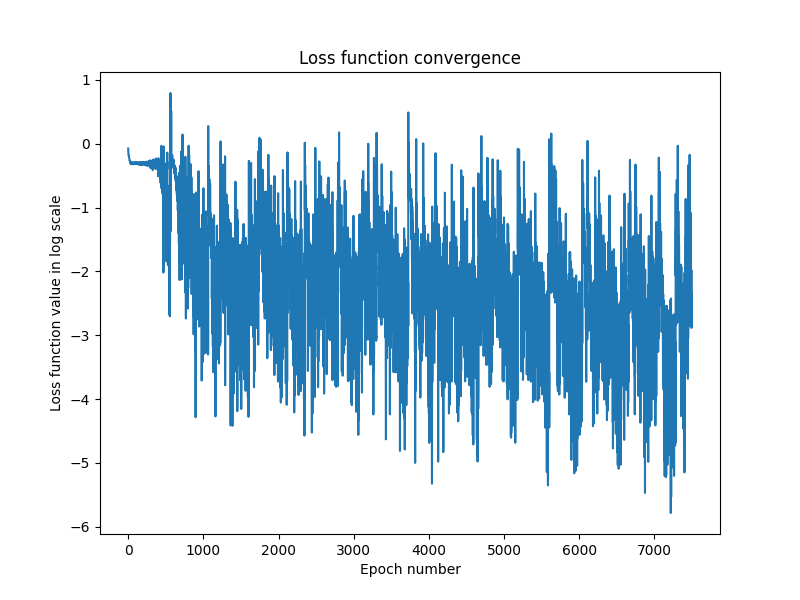 Loss function convergence
1
0
−1
−2
−3
−4
−5
−6
Loss function value in log scale
0 1000 2000 3000 4000 5000 6000 7000
Epoch number